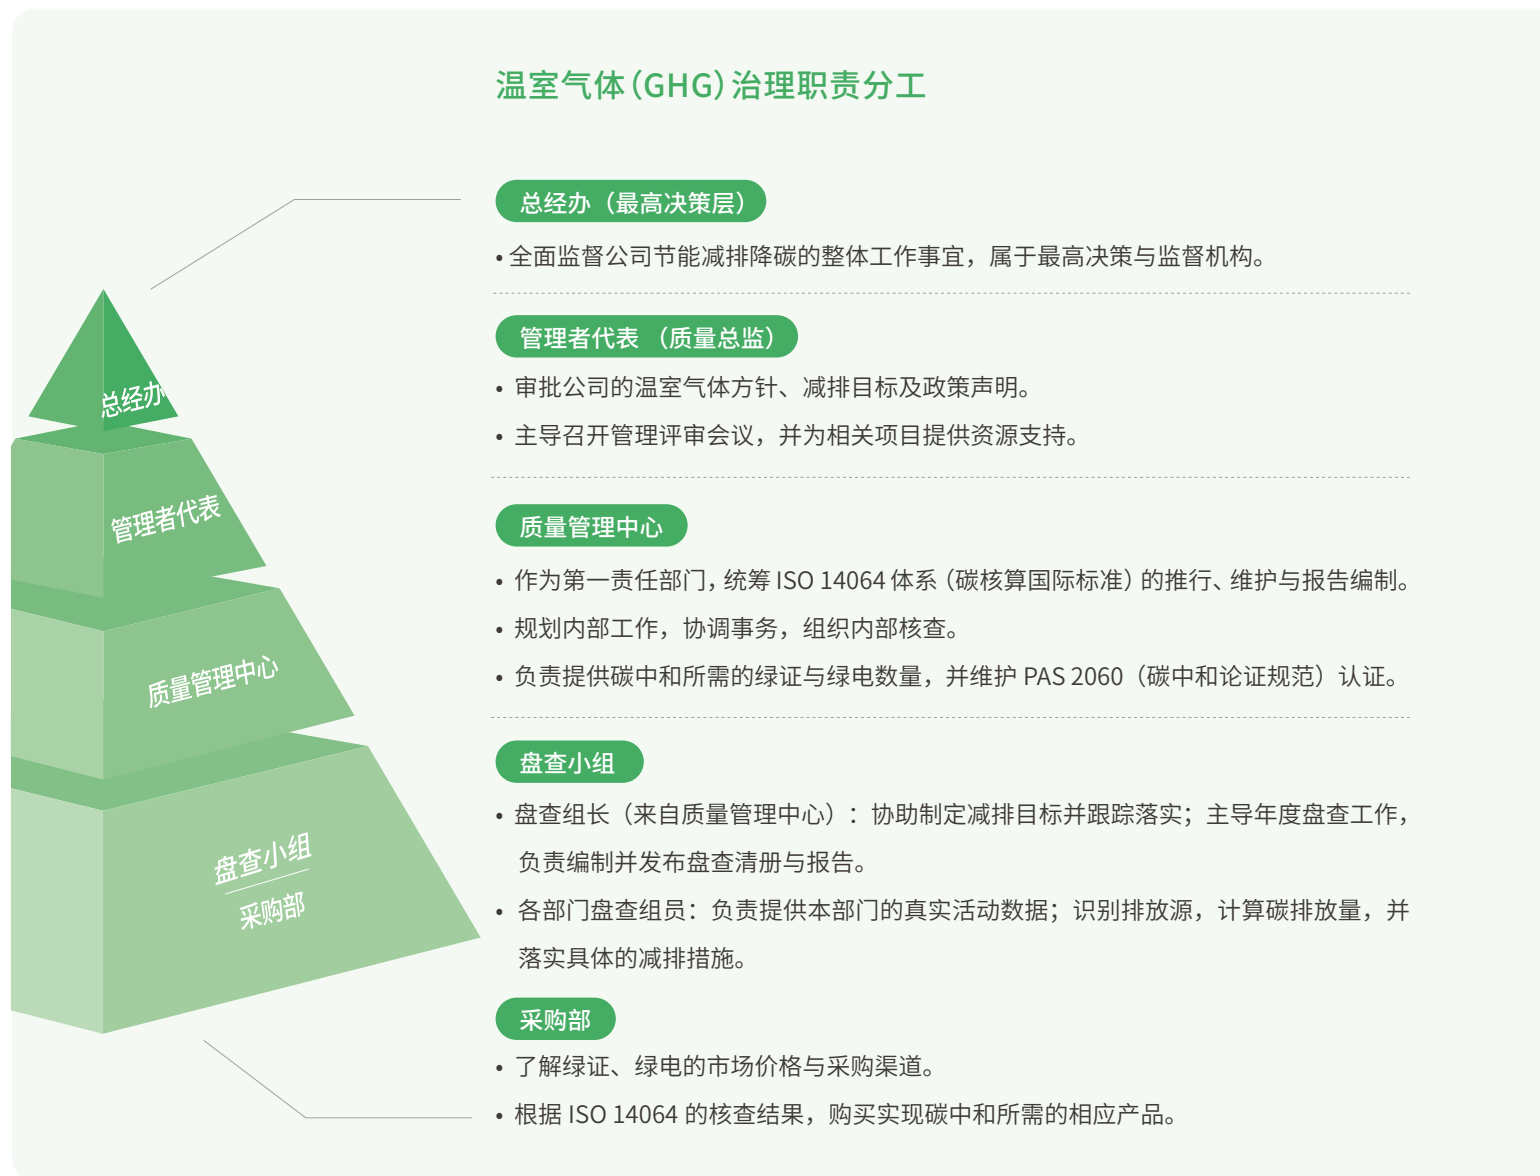 温室气体（GHG）治理职责分工
总经办（最高决策层）
• 全面监督公司节能减排降碳的整体工作事宜，属于最高决策与监督机构。
管理者代表 （质量总监）
• 审批公司的温室气体方针、减排目标及政策声明。
• 主导召开管理评审会议，并为相关项目提供资源支持。
质量管理中心
• 作为第一责任部门，统筹 ISO 14064 体系（碳核算国际标准）的推行、维护与报告编制。
• 规划内部工作，协调事务，组织内部核查。
• 负责提供碳中和所需的绿证与绿电数量，并维护 PAS 2060（碳中和论证规范）认证。
盘查小组
• 盘查组长（来自质量管理中心）：协助制定减排目标并跟踪落实；主导年度盘查工作，
负责编制并发布盘查清册与报告。
• 各部门盘查组员：负责提供本部门的真实活动数据；识别排放源，计算碳排放量，并
落实具体的减排措施。
采购部
• 了解绿证、绿电的市场价格与采购渠道。
• 根据 ISO 14064 的核查结果，购买实现碳中和所需的相应产品。
总经办
管理者代表
质量管理中心
盘查小组
采购部